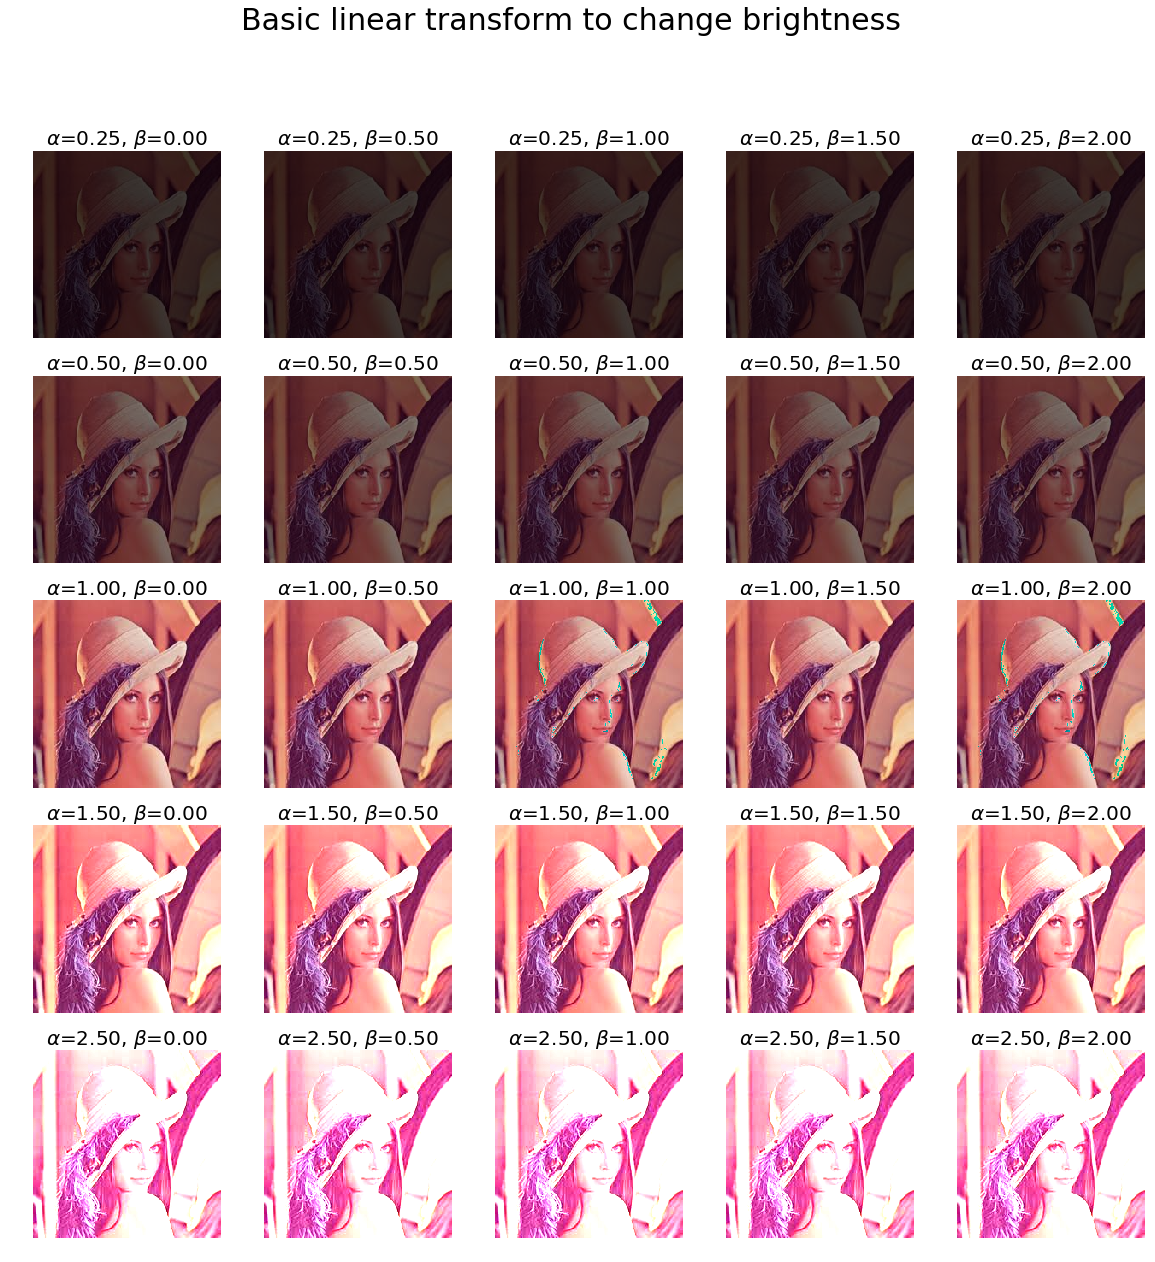 Basic linear transform to change brightness
α=0.25, β=0.00 α=0.25, β=0.50 α=0.25, β=1.00 α=0.25, β=1.50 α=0.25, β=2.00
α=0.50, β=0.00 α=0.50, β=0.50 α=0.50, β=1.00 α=0.50, β=1.50 α=0.50, β=2.00
α=1.00, β=0.00 α=1.00, β=0.50 α=1.00, β=1.00 α=1.00, β=1.50 α=1.00, β=2.00
α=1.50, β=0.00 α=1.50, β=0.50 α=1.50, β=1.00 α=1.50, β=1.50 α=1.50, β=2.00
α=2.50, β=0.00 α=2.50, β=0.50 α=2.50, β=1.00 α=2.50, β=1.50 α=2.50, β=2.00